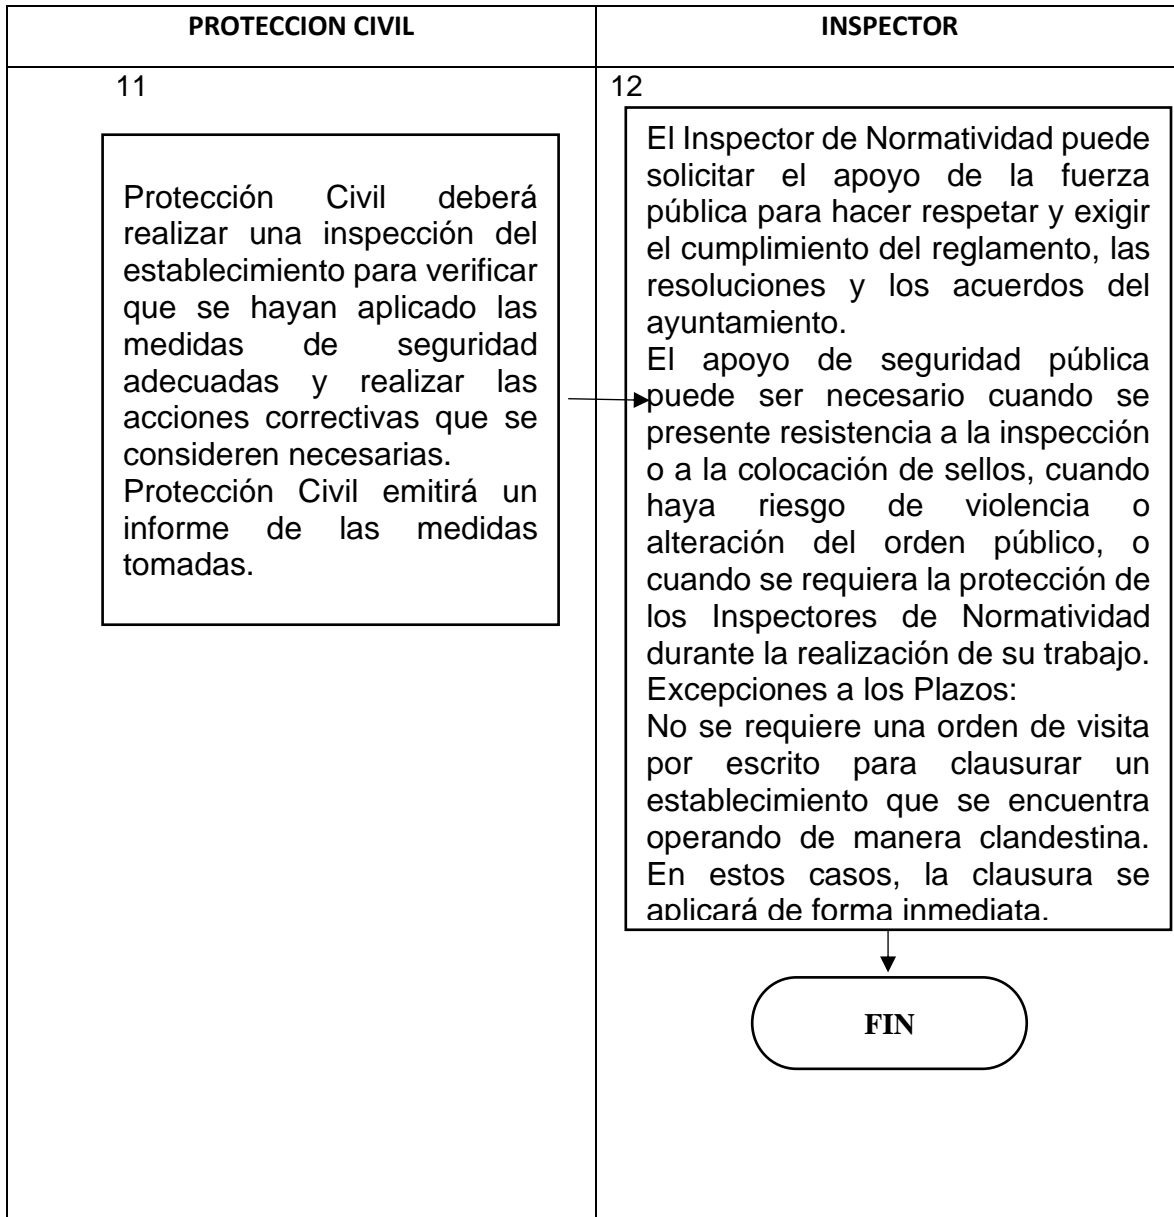 PROTECCION CIVIL
INSPECTOR
11
Protección Civil deberá
realizar una inspección del
establecimiento para verificar
que se hayan aplicado las
medidas de seguridad
adecuadas y realizar las
acciones correctivas que se
consideren necesarias.
Protección Civil emitirá un
informe de las medidas
tomadas.
12
El Inspector de Normatividad puede
solicitar el apoyo de la fuerza
pública para hacer respetar y exigir
el cumplimiento del reglamento, las
resoluciones y los acuerdos del
ayuntamiento.
El apoyo de seguridad pública
puede ser necesario cuando se
presente resistencia a la inspección
o a la colocación de sellos, cuando
haya riesgo de violencia o
alteración del orden público, o
cuando se requiera la protección de
los Inspectores de Normatividad
durante la realización de su trabajo.
Excepciones a los Plazos:
No se requiere una orden de visita
por escrito para clausurar un
establecimiento que se encuentra
operando de manera clandestina.
En estos casos, la clausura se
aplicará de forma inmediata.
FIN